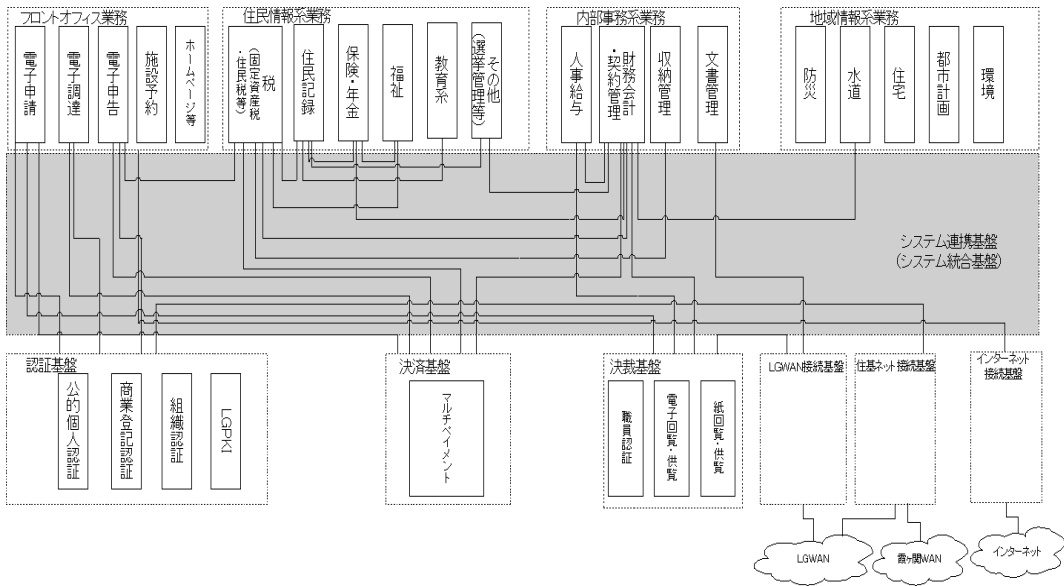 フロントオフィス業務
電子申請
電子調達
電子申告
施設予約
ホームページ等
住民情報系業務
税
(固定資産税
・住民税等)
住民記録
保険・年金
福祉
教育系
その他
(選挙管理等)
内部事務系業務
人事給与
財務会計
・契約管理
収納管理
文書管理
地域情報系業務
防災
水道
住宅
都市計画
環境
システム連携基盤
(システム統合基盤)
認証基盤
公的個人認証
商業登記認証
組織認証
LGPKI
決済基盤
マルチペイメント
決裁基盤
職員認証
電子回覧・供覧
紙回覧・供覧
LGWAN接続基盤
住基ネット接続基盤
インターネット
接続基盤
LGWAN
霞ヶ関WAN
インターネット